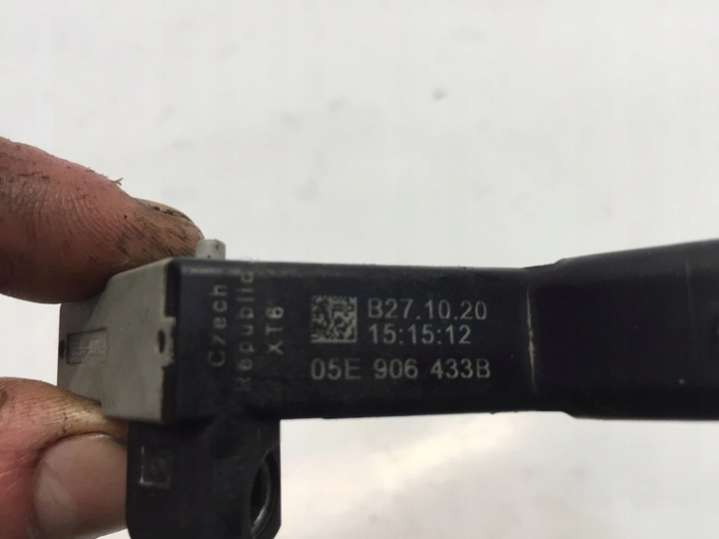 Czech
Republic
XT6
B27.10.20
15:15:12
05E 906 433B